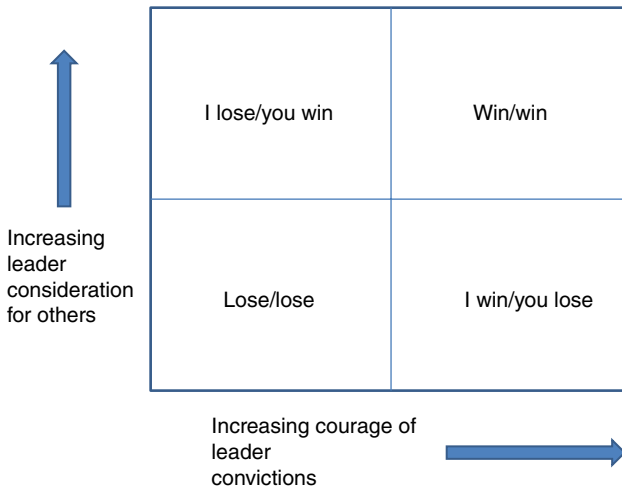 I lose/you win
Win/win
Increasing
leader
consideration
for others
Lose/lose
I win/you lose
Increasing courage of
leader
convictions